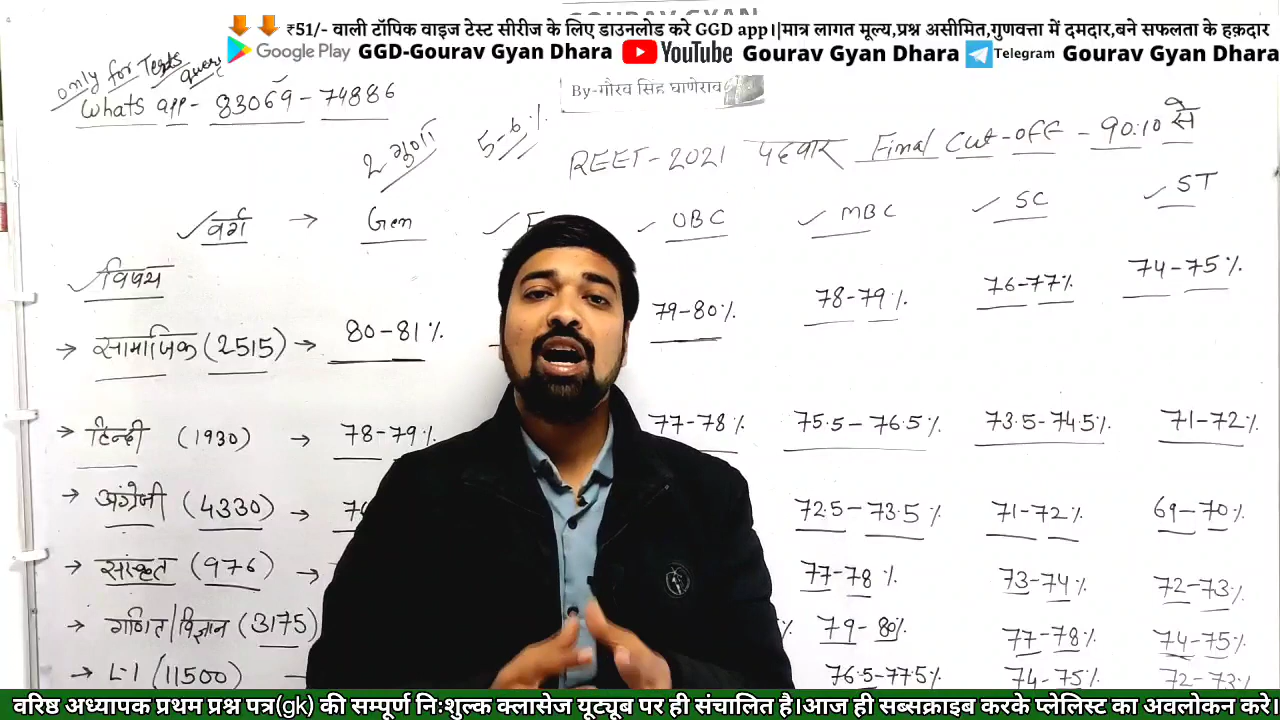 GOURAV GYAN
₹51/- वाली टॉपिक वाइज टेस्ट सीरीज के लिए डाउनलोड करे GGD app||मात्र लागत मूल्य,प्रश्न असीमित,गुणवत्ता में दमदार,बने सफलता के हक़दार
Google Play GGD-Gourav Gyan Dhara YouTube Gourav Gyan Dhara Telegram Gourav Gyan Dhara
only for Tests query
Whats app - 83069-74886
By-गौरव सिंह घाणेराव
2 गुणा 5-6%
REET-2021 पदवार Final Cut-off - 90:10 से
वर्ग → Gen OBC MBC SC ST
विषय
→ सामाजिक (2515) → 80-81% 79-80% 78-79% 76-77% 74-75%
→ हिन्दी (1930) → 78-79% 77-78% 75.5-76.5% 73.5-74.5% 71-72%
→ अंग्रेजी (4330) → 72.5-73.5% 71-72% 69-70%
→ संस्कृत (976) → 77-78% 73-74% 72-73%
→ गणित/विज्ञान (3175) 79-80% 77-78% 74-75%
→ L-1 (11500) 76.5-77.5% 74-75% 72-73%
वरिष्ठ अध्यापक प्रथम प्रश्न पत्र(gk) की सम्पूर्ण निःशुल्क क्लासेज यूट्यूब पर ही संचालित है।आज ही सब्सक्राइब करके प्लेलिस्ट का अवलोकन करे।